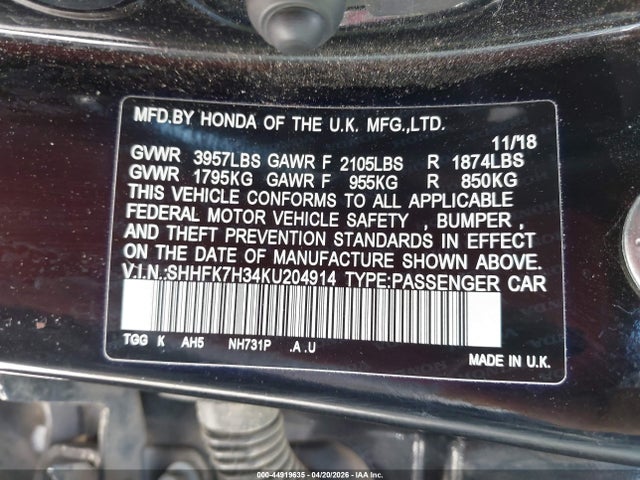 MFD.BY HONDA OF THE U.K. MFG.,LTD.
11/18
GVWR 3957LBS GAWR F 2105LBS R 1874LBS
GVWR 1795KG GAWR F 955KG R 850KG
THIS VEHICLE CONFORMS TO ALL APPLICABLE
FEDERAL MOTOR VEHICLE SAFETY , BUMPER ,
AND THEFT PREVENTION STANDARDS IN EFFECT
ON THE DATE OF MANUFACTURE SHOWN ABOVE.
V.I.N.:SHHFK7H34KU204914 TYPE:PASSENGER CAR
TGG K AH5 NH731P .A .U
MADE IN U.K.
000-44919635 - 04/20/2026 - IAAI.COM